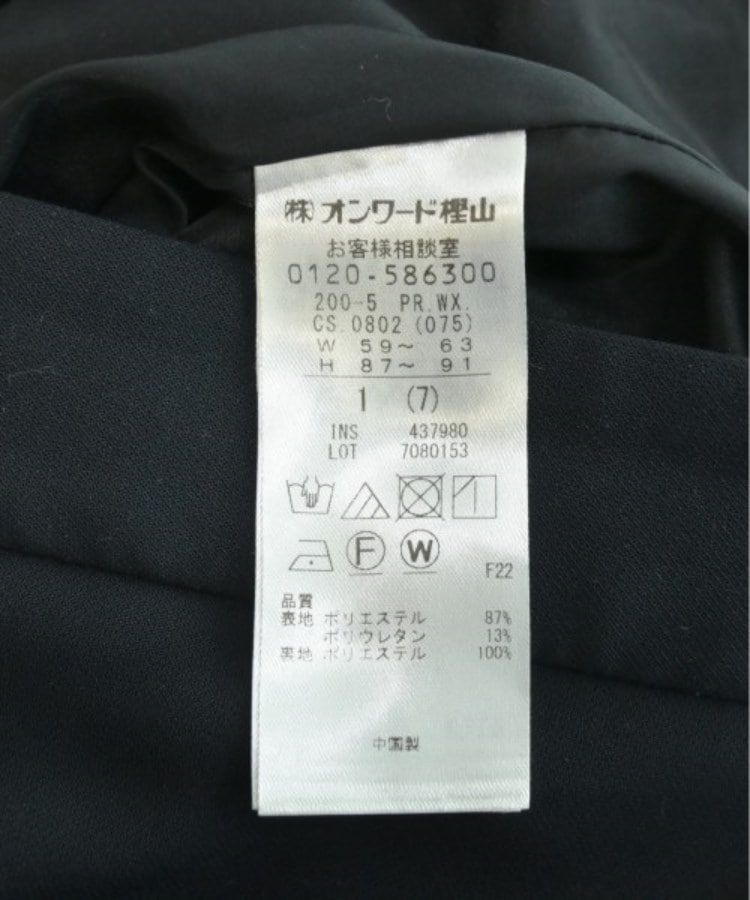 (株)オンワード樫山
お客様相談室
0120-586300
200-5 PR.WX.
CS.0802(075)
W 59～ 63
H 87～ 91
1 (7)
INS 437980
LOT 7080153
F W
F22
品質
表地 ポリエステル 87%
ポリウレタン 13%
裏地 ポリエステル 100%
中国製